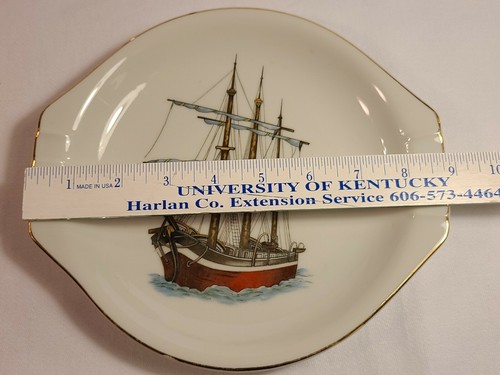 1 MADE IN USA 2 3 4 5 6 7 8 9 10
UNIVERSITY OF KENTUCKY
Harlan Co. Extension Service 606-573-4464